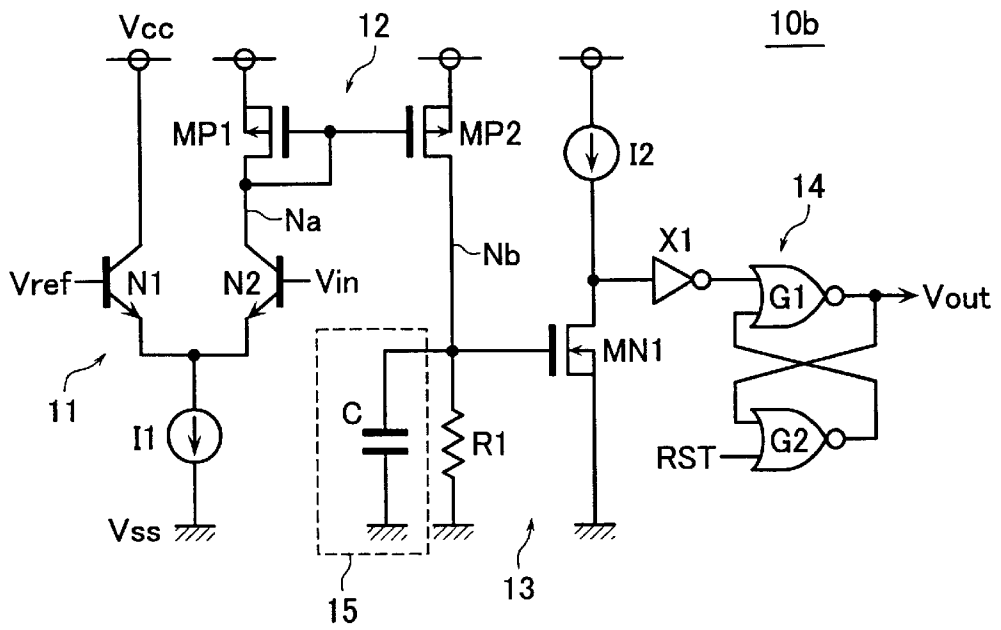 10b
Vcc
12
MP1
MP2
I2
14
Na
Nb
X1
Vref
N1
N2
Vin
G1
Vout
MN1
11
I1
C
R1
G2
RST
Vss
15
13